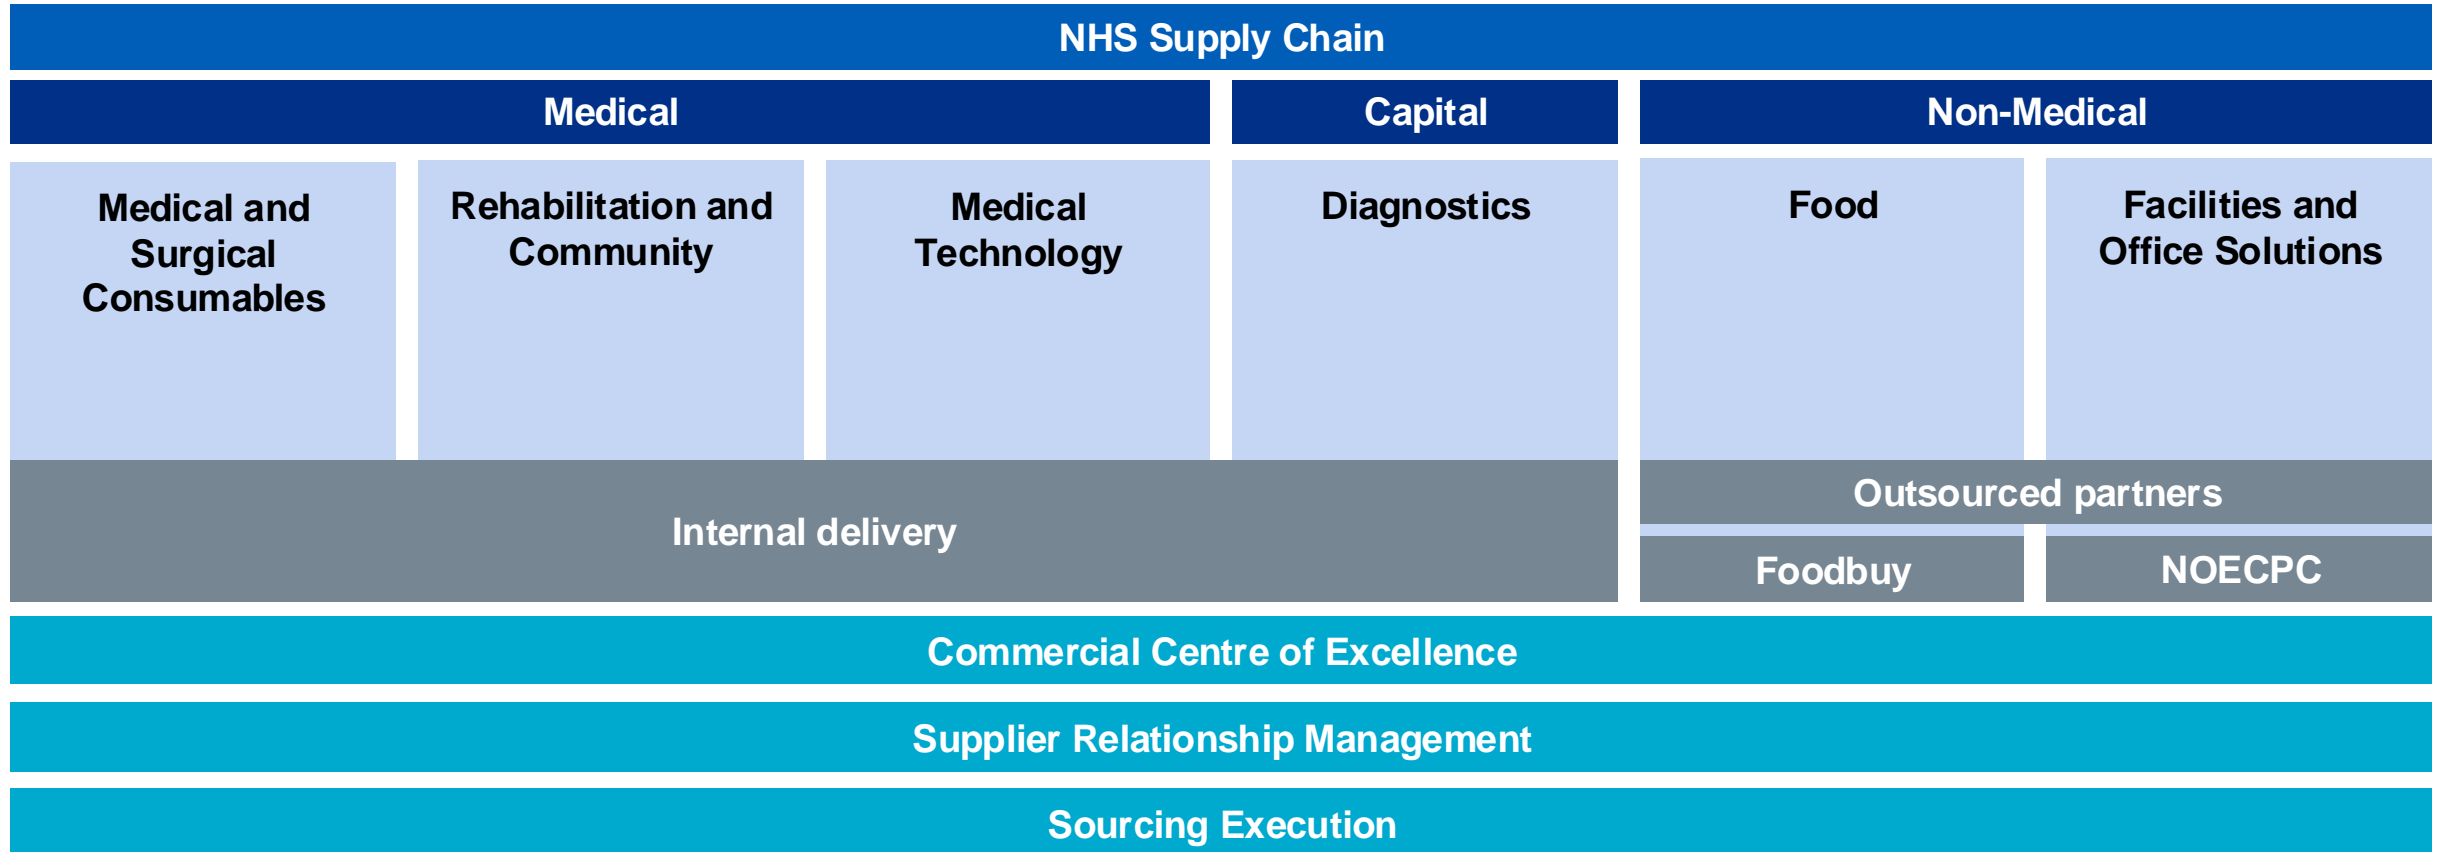 NHS Supply Chain
Medical
Capital
Non-Medical
Medical and
Surgical
Consumables
Rehabilitation and
Community
Medical
Technology
Diagnostics
Food
Facilities and
Office Solutions
Internal delivery
Outsourced partners
Foodbuy
NOECPC
Commercial Centre of Excellence
Supplier Relationship Management
Sourcing Execution